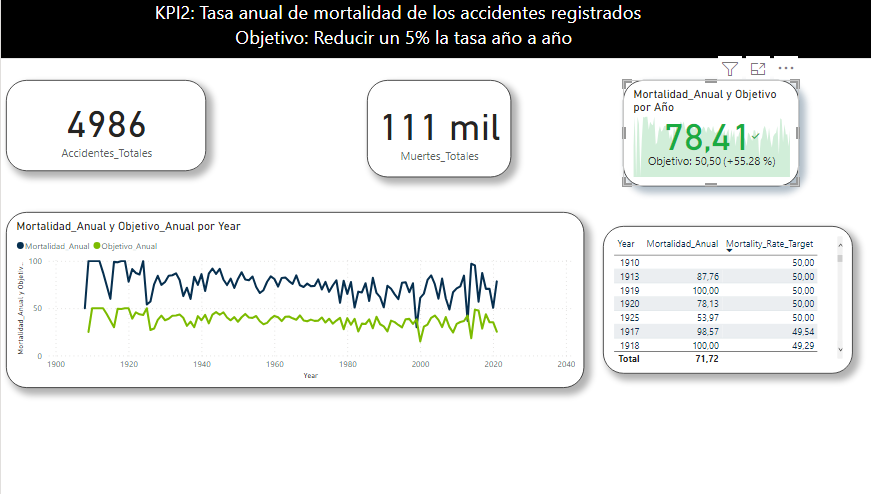 KPI2: Tasa anual de mortalidad de los accidentes registrados
Objetivo: Reducir un 5% la tasa año a año
4986
Accidentes_Totales
111 mil
Muertes_Totales
Mortalidad_Anual y Objetivo
por Año
78,41
Objetivo: 50,50 (+55.28 %)
Mortalidad_Anual y Objetivo_Anual por Year
Mortalidad_Anual Objetivo_Anual
Mortalidad_Anual y Objetiv...
100
50
0
1900 1920 1940 1960 1980 2000 2020 2040
Year
Year Mortalidad_Anual Mortality_Rate_Target
1910 50.00
1913 87,76 50.00
1919 100.00 50.00
1920 78,13 50.00
1925 53.97 50.00
1917 98.57 49.54
1918 100.00 49.29
Total 71,72